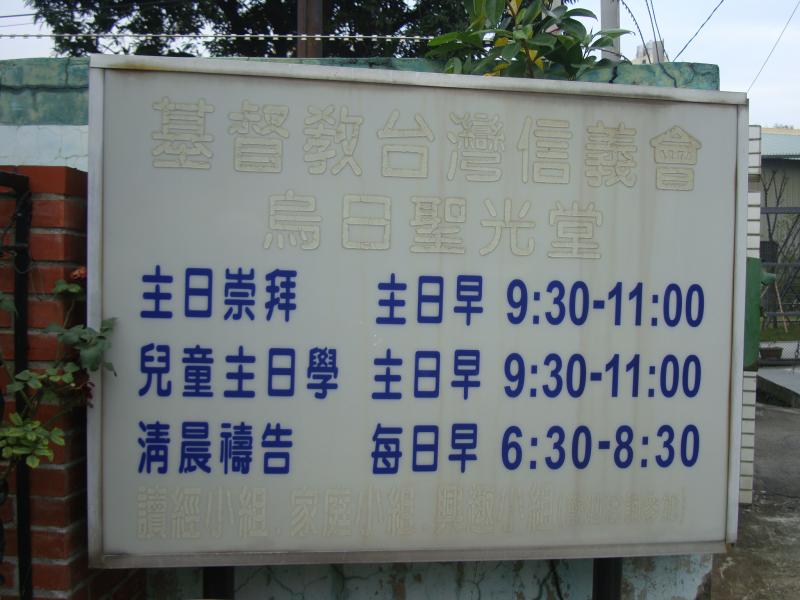 基督教台灣信義會
烏日聖光堂
主日崇拜 主日早 9:30-11:00
兒童主日學 主日早 9:30-11:00
清晨禱告 每日早 6:30-8:30
讀經小組.家庭小組.興趣小組